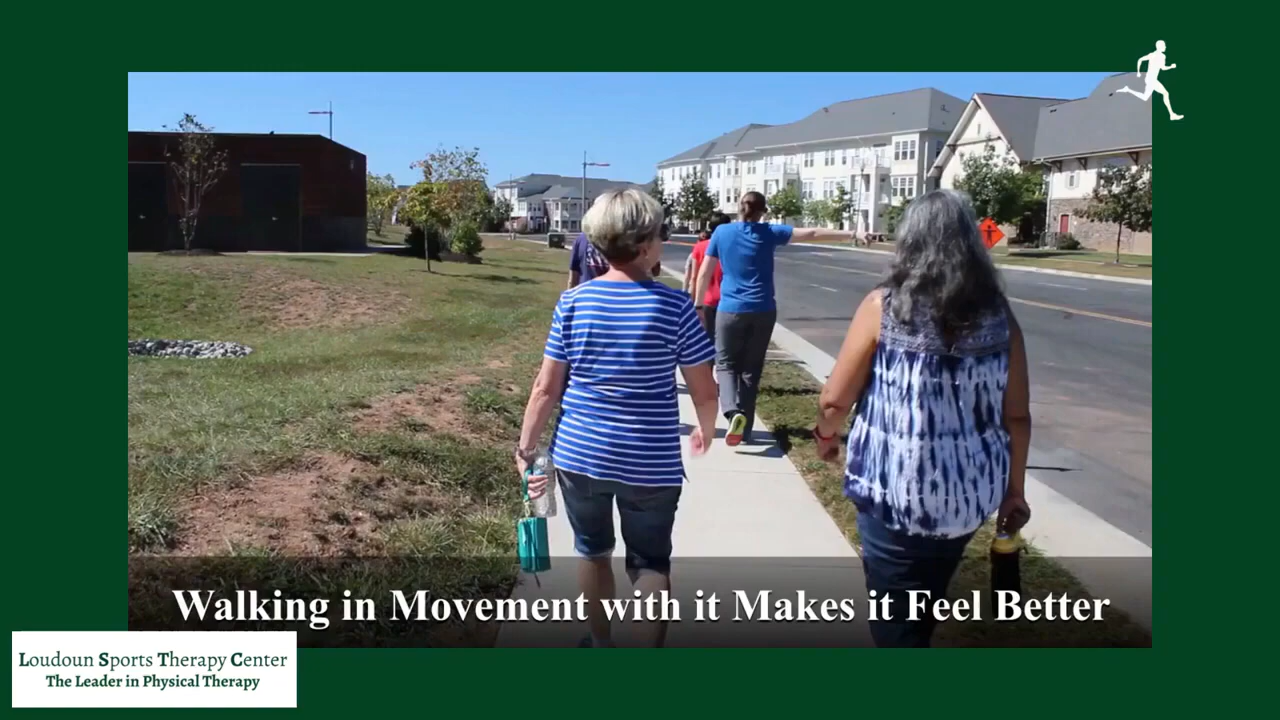 Walking in Movement with it Makes it Feel Better
Loudoun Sports Therapy Center
The Leader in Physical Therapy